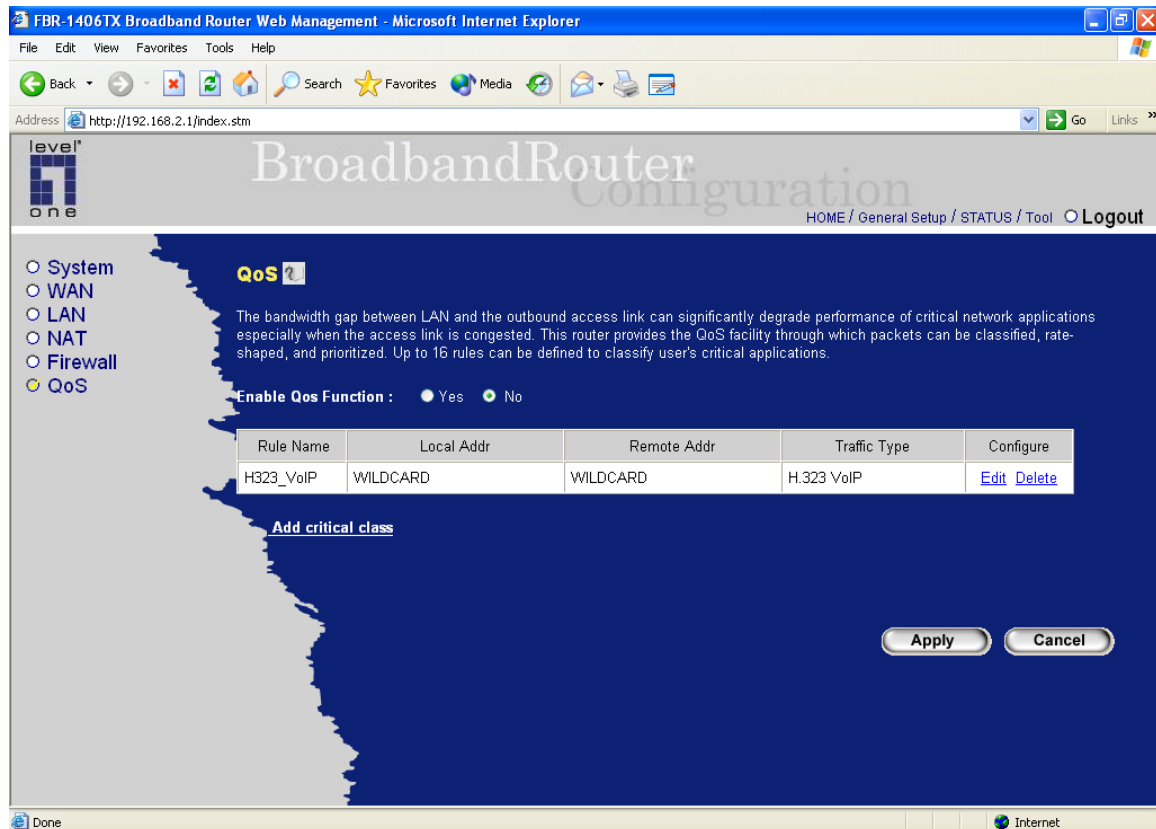 FBR-1406TX Broadband Router Web Management - Microsoft Internet Explorer
File Edit View Favorites Tools Help
Back Search Favorites Media
Address http://192.168.2.1/index.stm Go Links »
level
one
BroadbandRouter
Configuration
HOME / General Setup / STATUS / Tool Logout
System
WAN
LAN
NAT
Firewall
QoS
QoS
The bandwidth gap between LAN and the outbound access link can significantly degrade performance of critical network applications
especially when the access link is congested. This router provides the QoS facility through which packets can be classified, rate-
shaped, and prioritized. Up to 16 rules can be defined to classify user's critical applications.
Enable Qos Function : Yes No
Rule Name Local Addr Remote Addr Traffic Type Configure
H323_VoIP WILDCARD WILDCARD H.323 VoIP Edit Delete
Add critical class
Apply Cancel
Done Internet